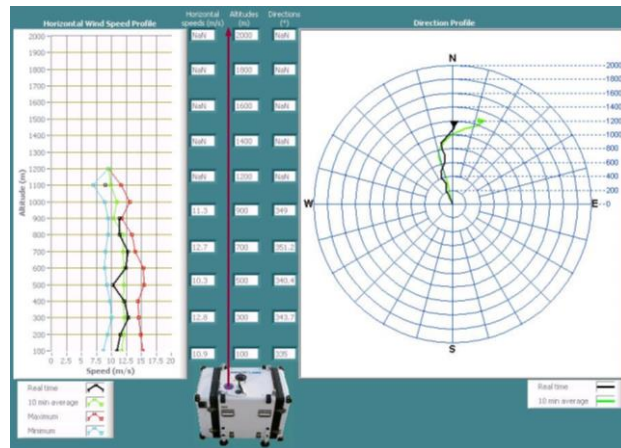 Horizontal Wind Speed Profile
Horizontal speeds (m/s)
Altitudes (m)
Directions (°)
Direction Profile
NaN 2000 NaN
NaN 1800 NaN
NaN 1600 NaN
NaN 1400 NaN
NaN 1200 NaN
11.3 900 349
12.7 700 351.2
10.3 500 340.4
12.8 300 343.7
10.9 100 335
Altitude (m)
2000
1900
1800
1700
1600
1500
1400
1300
1200
1100
1000
900
800
700
600
500
400
300
200
100
0 2.5 5 7.5 10 12.5 15 17.5 20
Speed (m/s)
Real time
10 min average
Maximum
Minimum
N
W
E
S
2000
1800
1600
1400
1200
1000
800
600
400
200
0
Real time
10 min average